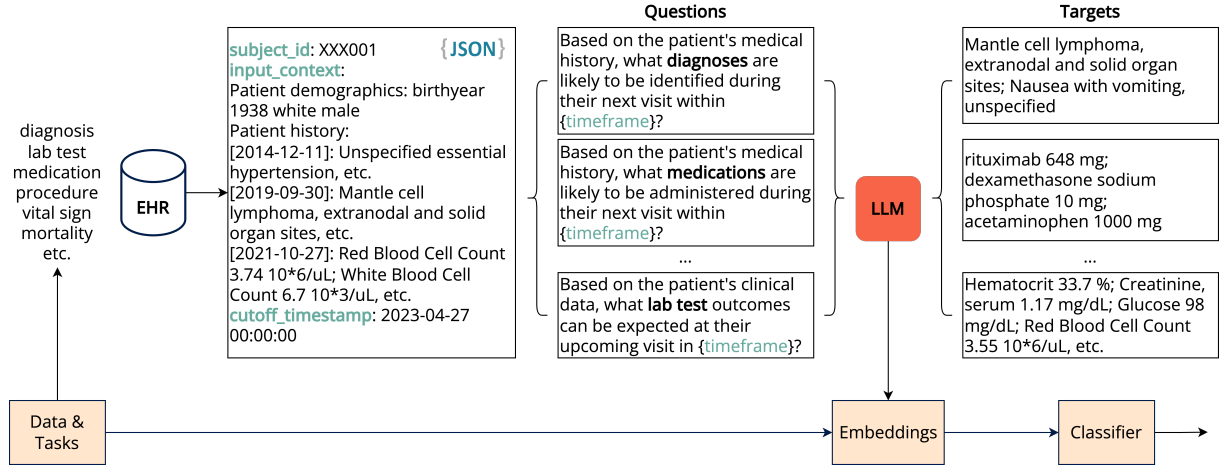 diagnosis
lab test
medication
procedure
vital sign
mortality
etc.
EHR
subject_id: XXX001
{JSON}
input_context:
Patient demographics: birthyear
1938 white male
Patient history:
[2014-12-11]: Unspecified essential
hypertension, etc.
[2019-09-30]: Mantle cell
lymphoma, extranodal and solid
organ sites, etc.
[2021-10-27]: Red Blood Cell Count
3.74 10*6/uL; White Blood Cell
Count 6.7 10*3/uL, etc.
cutoff_timestamp: 2023-04-27
00:00:00
Questions
Based on the patient's medical
history, what diagnoses are
likely to be identified during
their next visit within
{timeframe}?
Based on the patient's medical
history, what medications are
likely to be administered during
their next visit within
{timeframe}?
...
Based on the patient's clinical
data, what lab test outcomes
can be expected at their
upcoming visit in {timeframe}?
LLM
Targets
Mantle cell lymphoma,
extranodal and solid organ
sites; Nausea with vomiting,
unspecified
rituximab 648 mg;
dexamethasone sodium
phosphate 10 mg;
acetaminophen 1000 mg
...
Hematocrit 33.7 %; Creatinine,
serum 1.17 mg/dL; Glucose 98
mg/dL; Red Blood Cell Count
3.55 10*6/uL, etc.
Data &
Tasks
Embeddings
Classifier